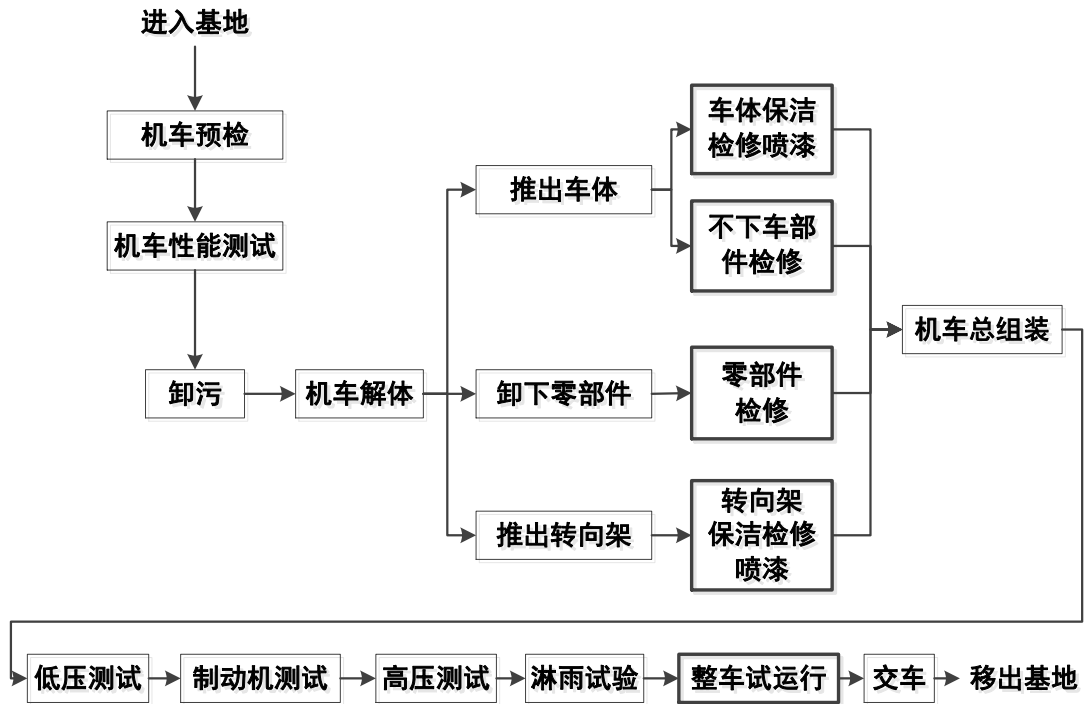 进入基地
机车预检
机车性能测试
卸污
机车解体
推出车体
卸下零部件
推出转向架
车体保洁
检修喷漆
不下车部
件检修
零部件
检修
转向架
保洁检修
喷漆
机车总组装
低压测试
制动机测试
高压测试
淋雨试验
整车试运行
交车
移出基地